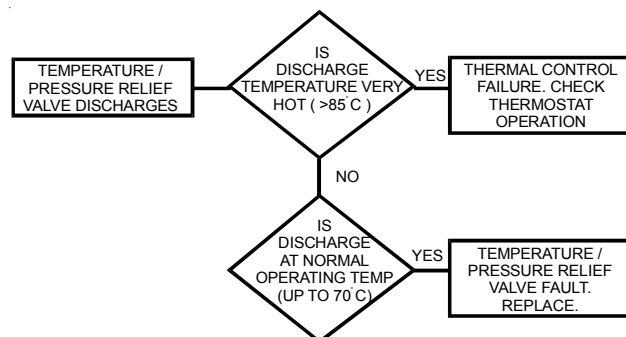 TEMPERATURE /
PRESSURE RELIEF
VALVE DISCHARGES
IS
DISCHARGE
TEMPERATURE VERY
HOT ( >85°C )
YES
THERMAL CONTROL
FAILURE. CHECK
THERMOSTAT
OPERATION
NO
IS
DISCHARGE
AT NORMAL
OPERATING TEMP
(UP TO 70°C)
YES
TEMPERATURE /
PRESSURE RELIEF
VALVE FAULT.
REPLACE.